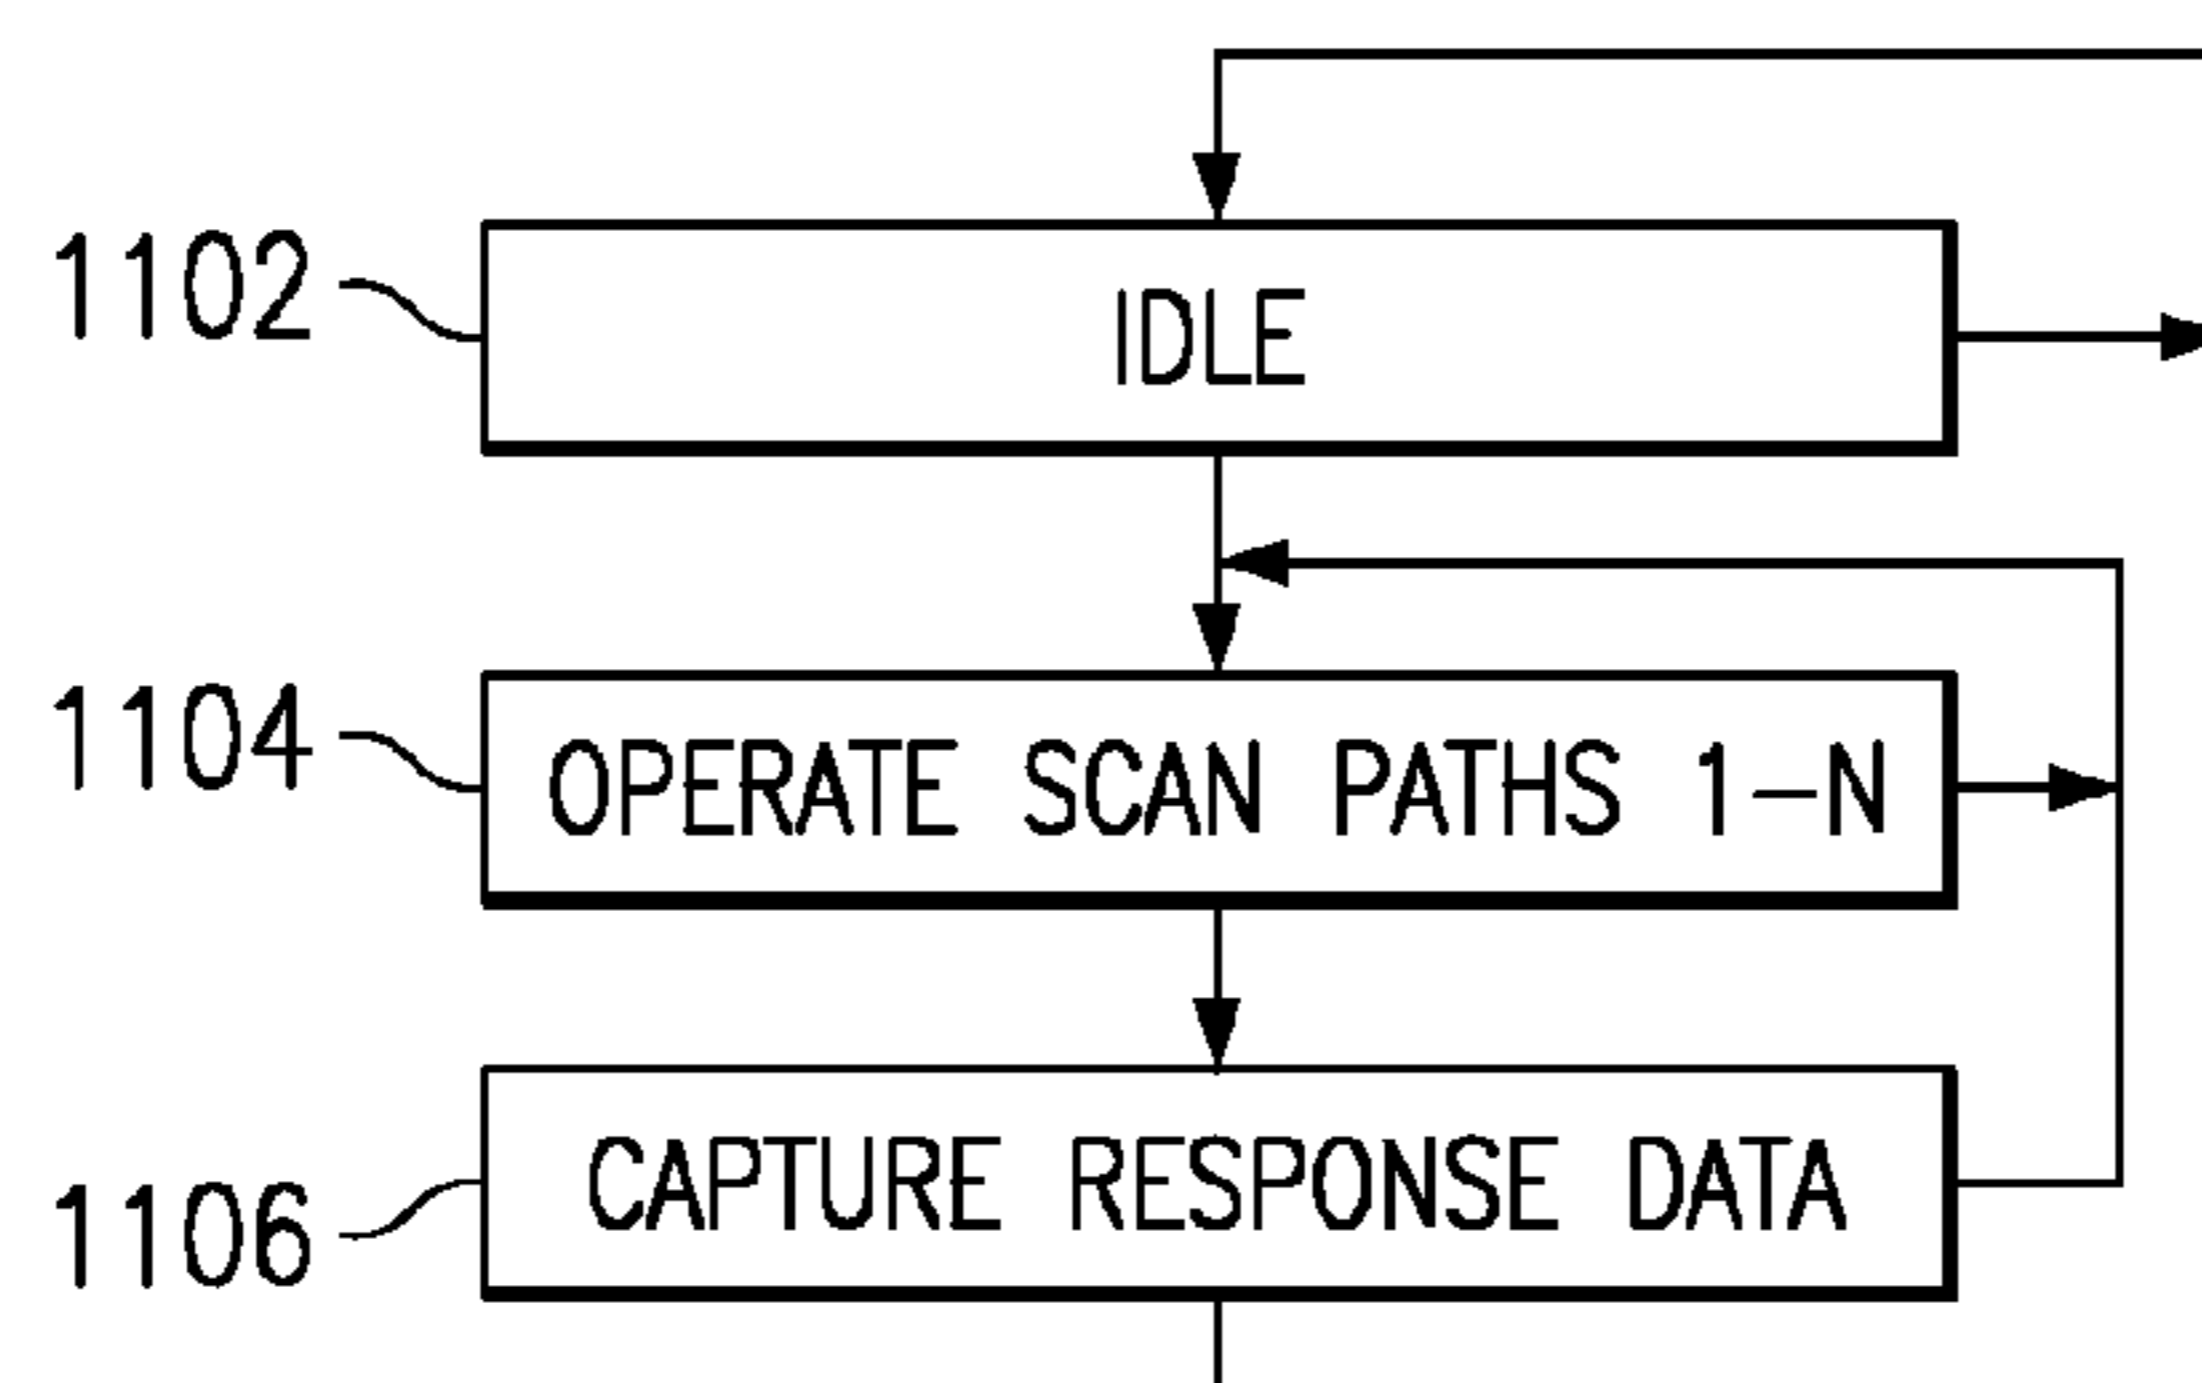 1102
IDLE
1104
OPERATE SCAN PATHS 1-N
CAPTURE RESPONSE DATA
1106